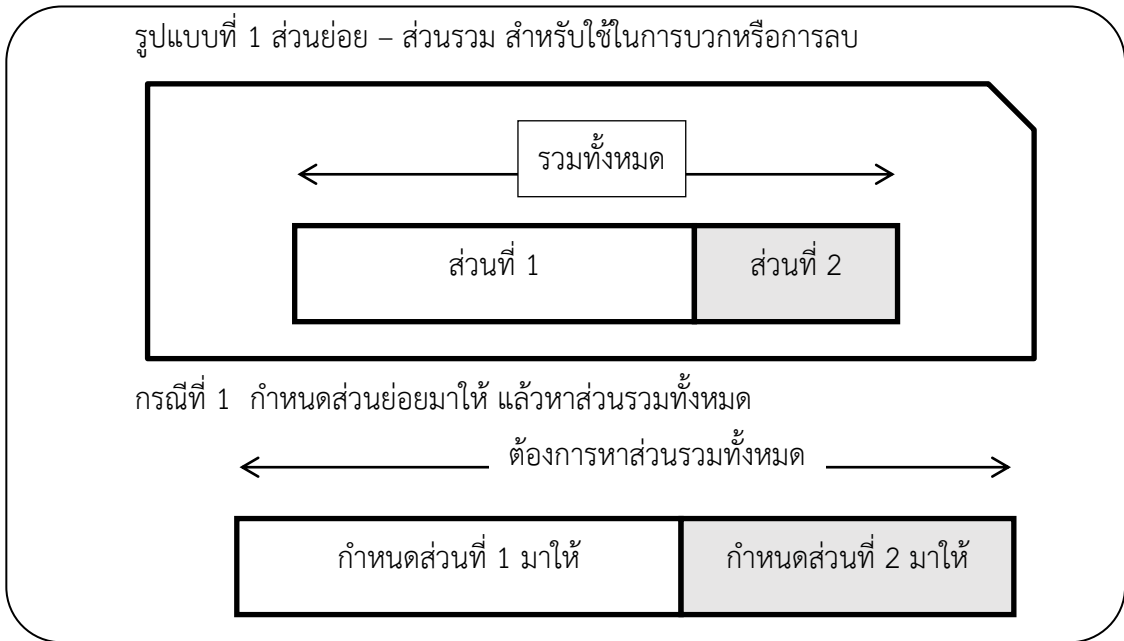 รูปแบบที่ 1 ส่วนย่อย – ส่วนรวม สำหรับใช้ในการบวกหรือการลบ
รวมทั้งหมด
ส่วนที่ 1 ส่วนที่ 2
กรณีที่ 1 กำหนดส่วนย่อยมาให้ แล้วหาส่วนรวมทั้งหมด
ต้องการหาส่วนรวมทั้งหมด
กำหนดส่วนที่ 1 มาให้ กำหนดส่วนที่ 2 มาให้